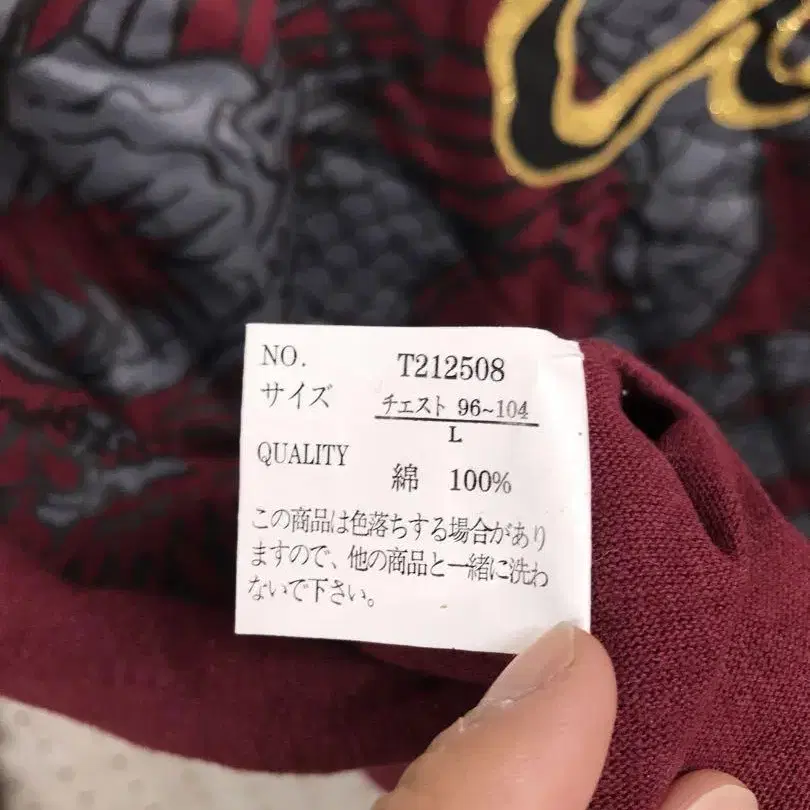 NO. T212508
サイズ チェスト 96~104
L
QUALITY
綿 100%
この商品は色落ちする場合があり
ますので、他の商品と一緒に洗わ
ないで下さい。